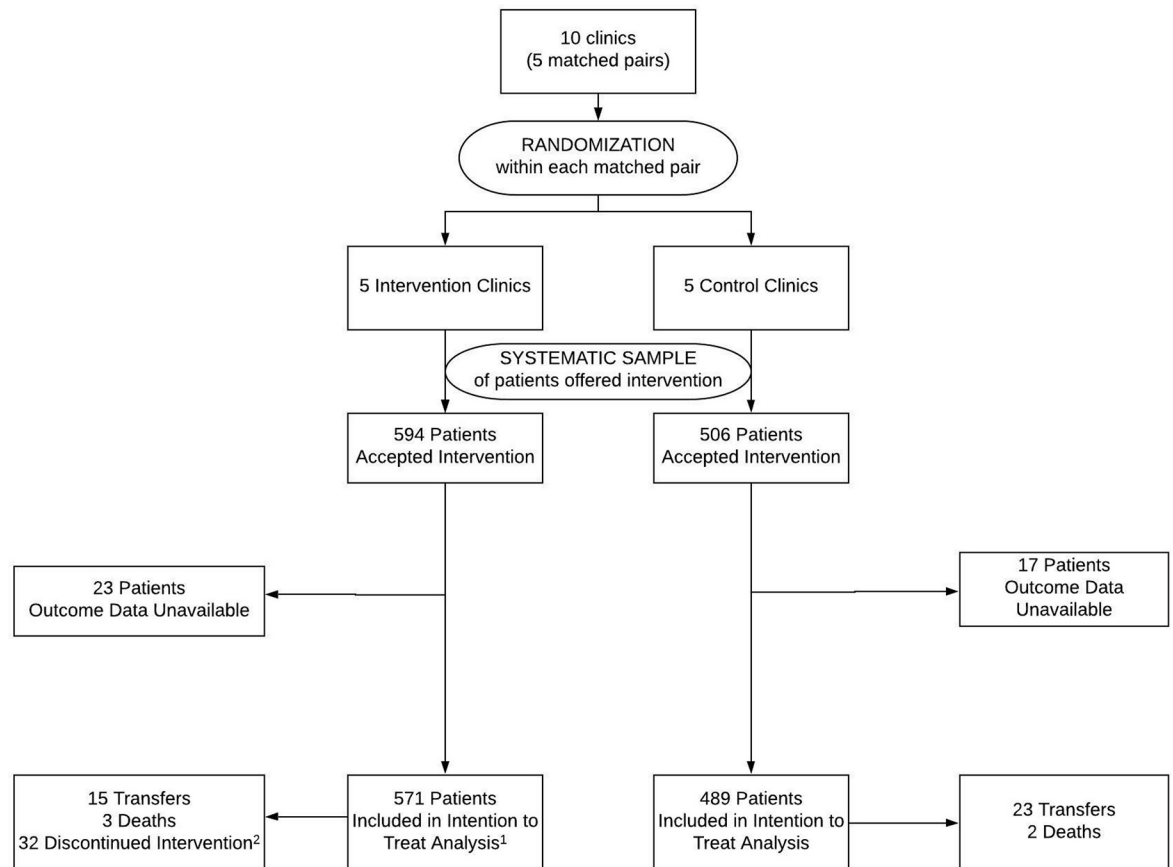 10 clinics
(5 matched pairs)
RANDOMIZATION
within each matched pair
5 Intervention Clinics
5 Control Clinics
SYSTEMATIC SAMPLE
of patients offered intervention
594 Patients
Accepted Intervention
506 Patients
Accepted Intervention
23 Patients
Outcome Data Unavailable
17 Patients
Outcome Data
Unavailable
15 Transfers
3 Deaths
32 Discontinued Intervention²
571 Patients
Included in Intention to
Treat Analysis¹
489 Patients
Included in Intention to
Treat Analysis
23 Transfers
2 Deaths